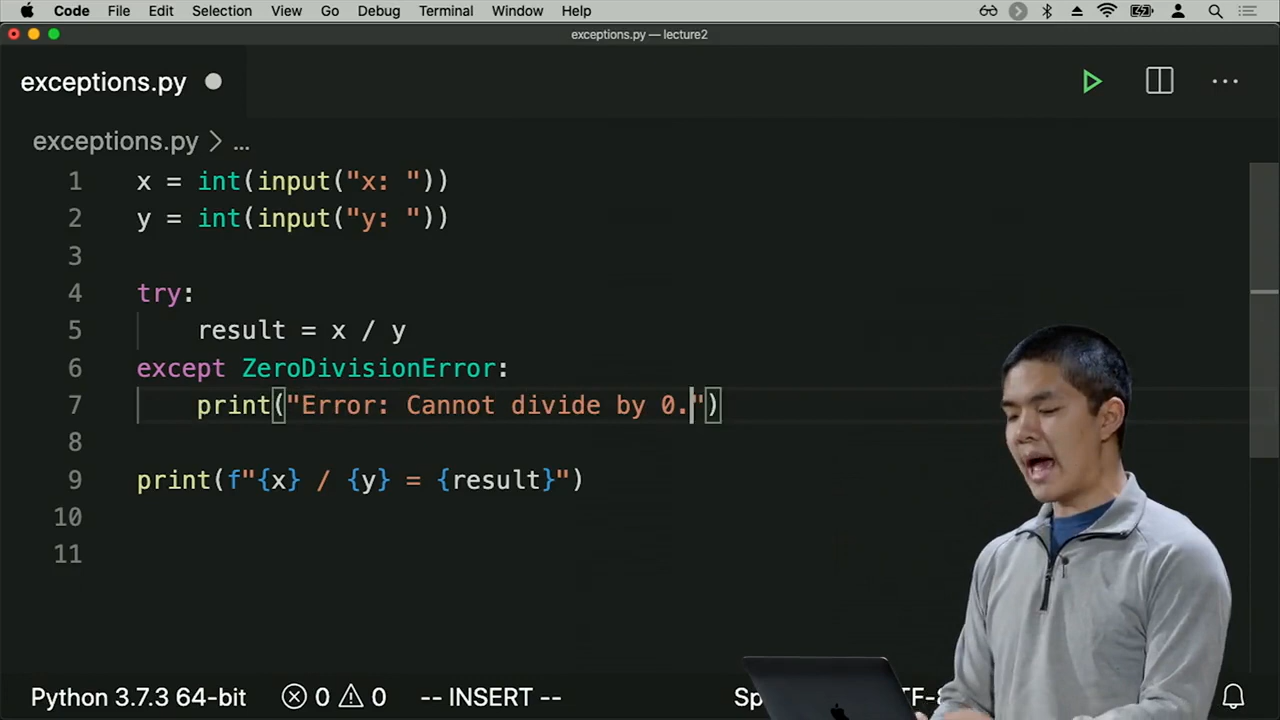 Code File Edit Selection View Go Debug Terminal Window Help
exceptions.py — lecture2
exceptions.py
exceptions.py > ...
1 x = int(input("x: "))
2 y = int(input("y: "))
3
4 try:
5 result = x / y
6 except ZeroDivisionError:
7 print("Error: Cannot divide by 0.")
8
9 print(f"{x} / {y} = {result}")
10
11
Python 3.7.3 64-bit 0 0 -- INSERT --